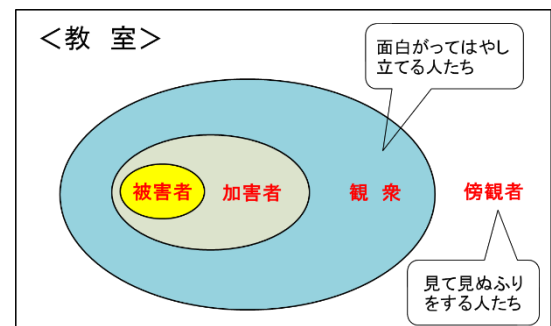 ＜教 室＞
面白がってはやし
立てる人たち
被害者
加害者
観 衆
傍観者
見て見ぬふり
をする人たち